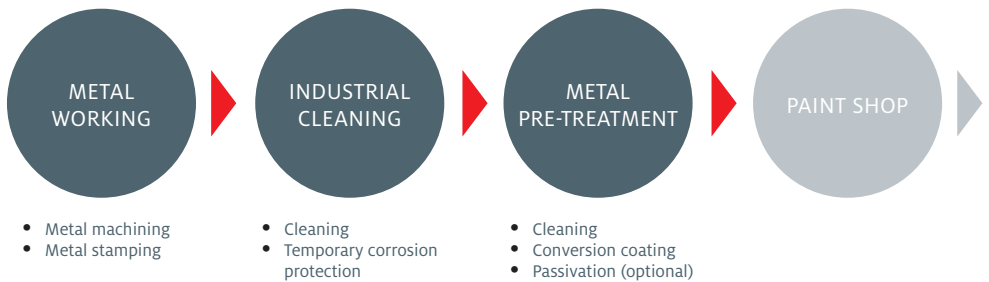 METAL
WORKING
INDUSTRIAL
CLEANING
METAL
PRE-TREATMENT
PAINT SHOP
• Metal machining
• Metal stamping
• Cleaning
• Temporary corrosion
protection
• Cleaning
• Conversion coating
• Passivation (optional)